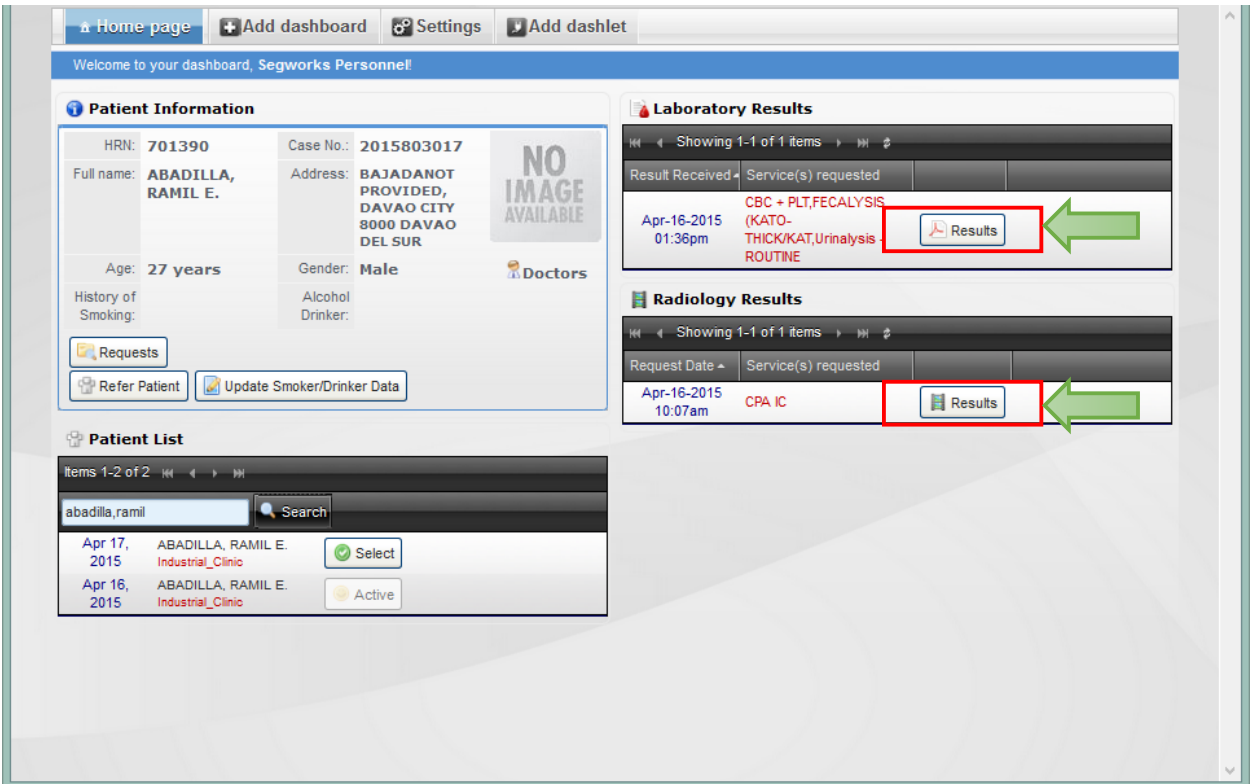 Home page Add dashboard Settings Add dashlet
Welcome to your dashboard, Segworks Personnel!
Patient Information
HRN: 701390 Case No.: 2015803017
Full name: ABADILLA, RAMIL E.
Address: BAJADANOT
PROVIDED,
DAVAO CITY
8000 DAVAO
DEL SUR
NO
IMAGE
AVAILABLE
Age: 27 years Gender: Male Doctors
History of
Smoking:
Alcohol
Drinker:
Requests
Refer Patient Update Smoker/Drinker Data
Patient List
Items 1-2 of 2
abadilla,ramil Search
Apr 17,
2015
ABADILLA, RAMIL E.
Industrial_Clinic
Select
Apr 16,
2015
ABADILLA, RAMIL E.
Industrial_Clinic
Active
Laboratory Results
Showing 1-1 of 1 items
Result Received Service(s) requested
Apr-16-2015
01:36pm
CBC + PLT,FECALYSIS
(KATO-
THICK/KAT,Urinalysis -
ROUTINE
Results
Radiology Results
Showing 1-1 of 1 items
Request Date Service(s) requested
Apr-16-2015
10:07am
CPA IC
Results